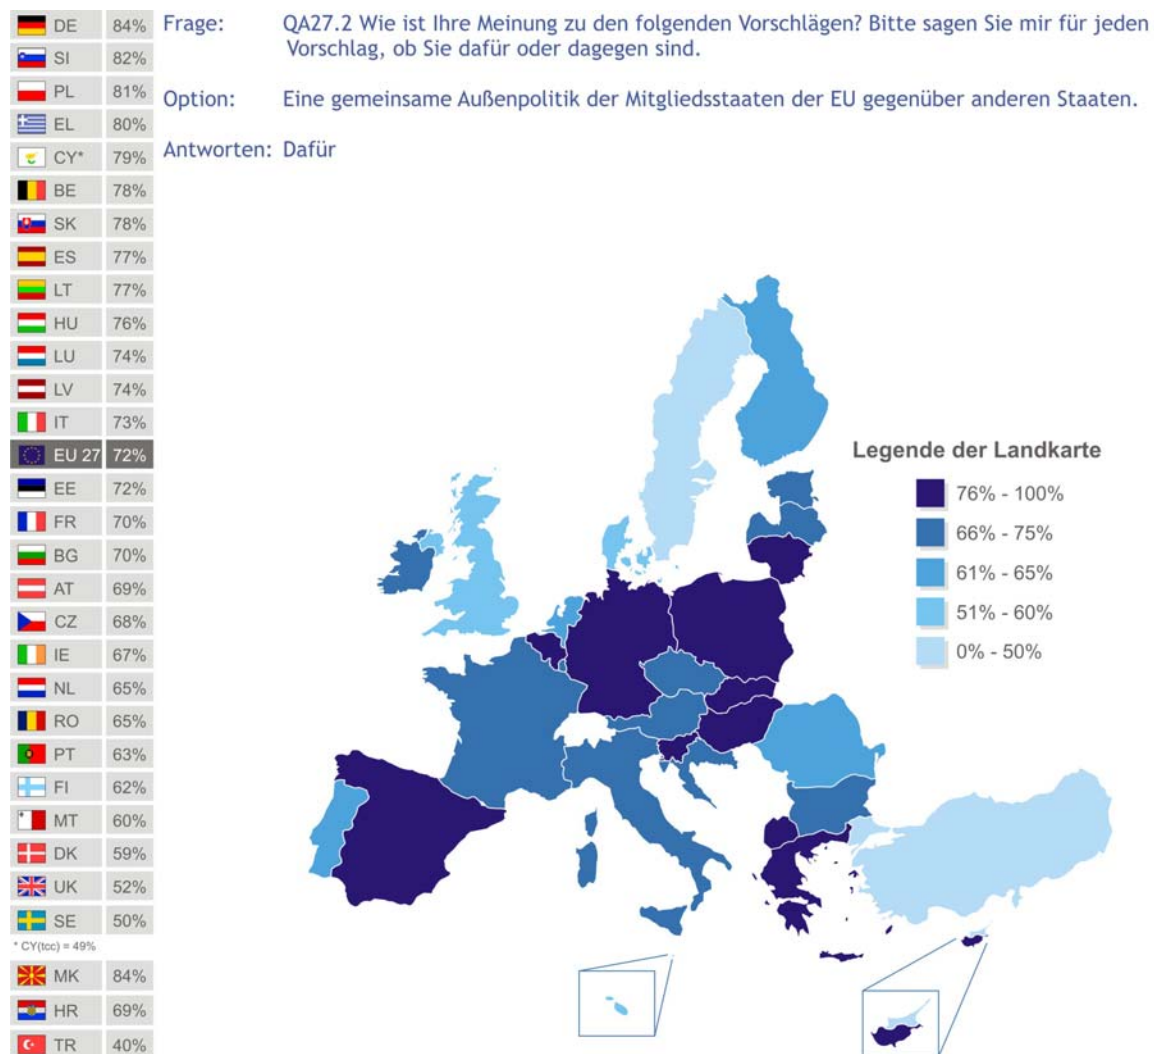 DE 84%
SI 82%
PL 81%
EL 80%
CY* 79%
BE 78%
SK 78%
ES 77%
LT 77%
HU 76%
LU 74%
LV 74%
IT 73%
EU 27 72%
EE 72%
FR 70%
BG 70%
AT 69%
CZ 68%
IE 67%
NL 65%
RO 65%
PT 63%
FI 62%
MT 60%
DK 59%
UK 52%
SE 50%
* CY(tcc) = 49%
MK 84%
HR 69%
TR 40%
Frage: QA27.2 Wie ist Ihre Meinung zu den folgenden Vorschlägen? Bitte sagen Sie mir für jeden
Vorschlag, ob Sie dafür oder dagegen sind.
Option: Eine gemeinsame Außenpolitik der Mitgliedsstaaten der EU gegenüber anderen Staaten.
Antworten: Dafür
Legende der Landkarte
76% - 100%
66% - 75%
61% - 65%
51% - 60%
0% - 50%